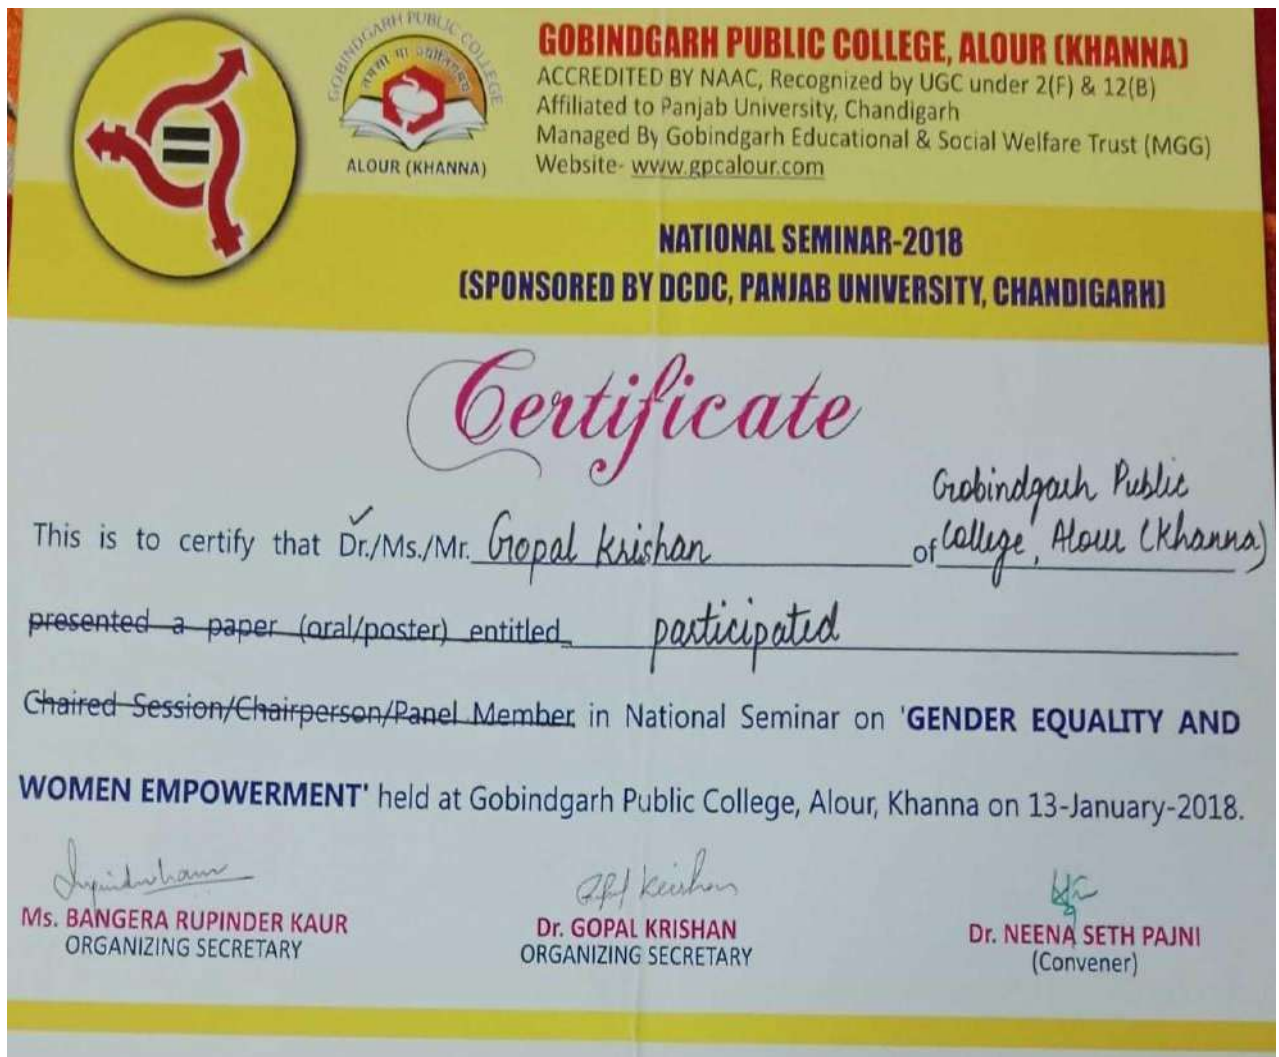 GOBINDGARH PUBLIC COLLEGE
तमसो मा ज्योतिर्गमय
ALOUR (KHANNA)
GOBINDGARH PUBLIC COLLEGE, ALOUR (KHANNA)
ACCREDITED BY NAAC, Recognized by UGC under 2(F) & 12(B)
Affiliated to Panjab University, Chandigarh
Managed By Gobindgarh Educational & Social Welfare Trust (MGG)
Website- www.gpcalour.com
NATIONAL SEMINAR-2018
(SPONSORED BY DCDC, PANJAB UNIVERSITY, CHANDIGARH)
Certificate
Gobindgarh Public
This is to certify that Dr./Ms./Mr. Gopal Krishan of College, Alour (Khanna)
presented a paper (oral/poster) entitled participated
Chaired Session/Chairperson/Panel Member in National Seminar on 'GENDER EQUALITY AND
WOMEN EMPOWERMENT' held at Gobindgarh Public College, Alour, Khanna on 13-January-2018.
Ms. BANGERA RUPINDER KAUR
ORGANIZING SECRETARY
Dr. GOPAL KRISHAN
ORGANIZING SECRETARY
Dr. NEENA SETH PAJNI
(Convener)